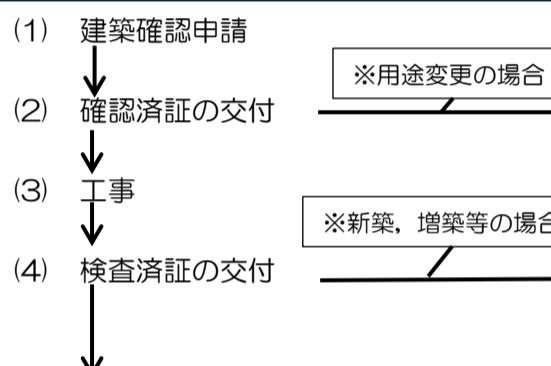 (1) 建築確認申請
※用途変更の場合
(2) 確認済証の交付
(3) 工事
※新築，増築等の場合
(4) 検査済証の交付